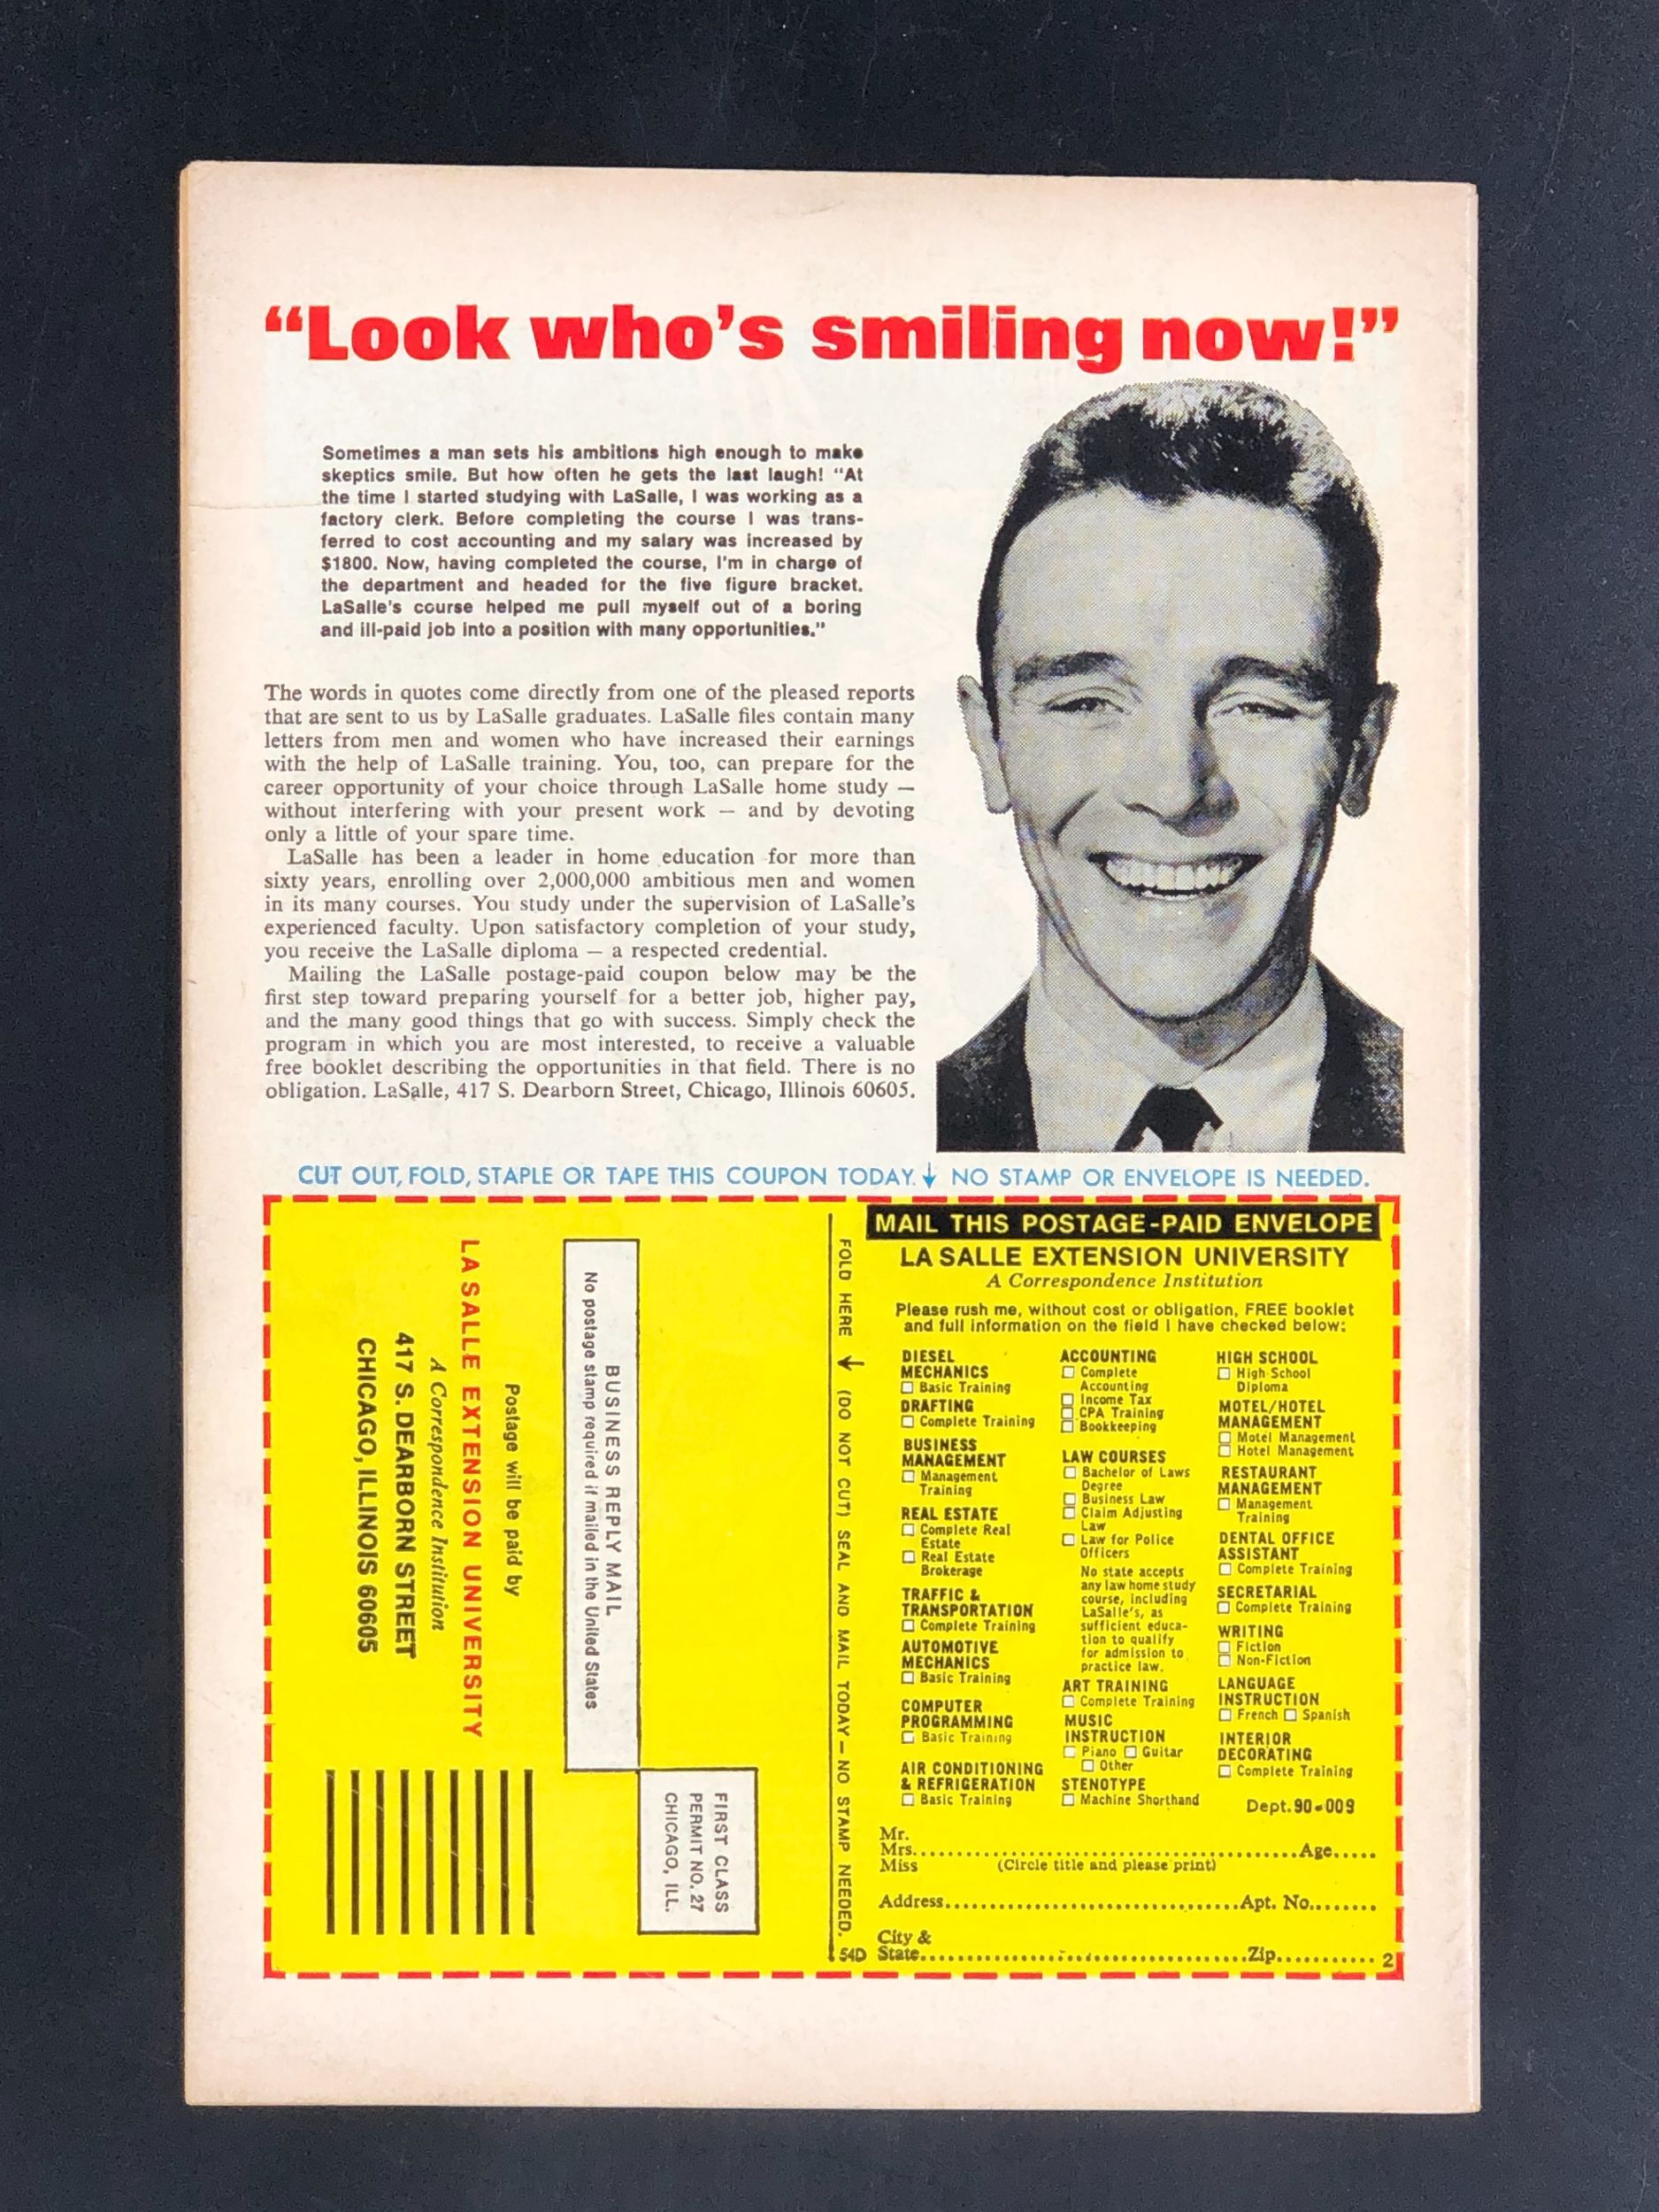 “Look who’s smiling now!”
Sometimes a man sets his ambitions high enough to make
skeptics smile. But how often he gets the last laugh! “At
the time I started studying with LaSalle, I was working as a
factory clerk. Before completing the course I was trans-
ferred to cost accounting and my salary was increased by
$1800. Now, having completed the course, I’m in charge of
the department and headed for the five figure bracket.
LaSalle’s course helped me pull myself out of a boring
and ill-paid job into a position with many opportunities.”
The words in quotes come directly from one of the pleased reports
that are sent to us by LaSalle graduates. LaSalle files contain many
letters from men and women who have increased their earnings
with the help of LaSalle training. You, too, can prepare for the
career opportunity of your choice through LaSalle home study —
without interfering with your present work — and by devoting
only a little of your spare time.
LaSalle has been a leader in home education for more than
sixty years, enrolling over 2,000,000 ambitious men and women
in its many courses. You study under the supervision of LaSalle’s
experienced faculty. Upon satisfactory completion of your study,
you receive the LaSalle diploma — a respected credential.
Mailing the LaSalle postage-paid coupon below may be the
first step toward preparing yourself for a better job, higher pay,
and the many good things that go with success. Simply check the
program in which you are most interested, to receive a valuable
free booklet describing the opportunities in that field. There is no
obligation. LaSalle, 417 S. Dearborn Street, Chicago, Illinois 60605.
CUT OUT, FOLD, STAPLE OR TAPE THIS COUPON TODAY. NO STAMP OR ENVELOPE IS NEEDED.
FIRST CLASS
PERMIT NO. 27
CHICAGO, ILL.
BUSINESS REPLY MAIL
No postage stamp required if mailed in the United States
Postage will be paid by
LA SALLE EXTENSION UNIVERSITY
A Correspondence Institution
417 S. DEARBORN STREET
CHICAGO, ILLINOIS 60605
FOLD HERE (DO NOT CUT) SEAL AND MAIL TODAY — NO STAMP NEEDED.
54D
MAIL THIS POSTAGE-PAID ENVELOPE
LA SALLE EXTENSION UNIVERSITY
A Correspondence Institution
Please rush me, without cost or obligation, FREE booklet
and full information on the field I have checked below:
DIESEL
MECHANICS
Basic Training
DRAFTING
Complete Training
BUSINESS
MANAGEMENT
Management
Training
REAL ESTATE
Complete Real
Estate
Real Estate
Brokerage
TRAFFIC &
TRANSPORTATION
Complete Training
AUTOMOTIVE
MECHANICS
Basic Training
COMPUTER
PROGRAMMING
Basic Training
AIR CONDITIONING
& REFRIGERATION
Basic Training
ACCOUNTING
Complete
Accounting
Income Tax
CPA Training
Bookkeeping
LAW COURSES
Bachelor of Laws
Degree
Business Law
Claim Adjusting
Law
Law for Police
Officers
No state accepts
any law home study
course, including
LaSalle’s, as
sufficient educa-
tion to qualify
for admission to
practice law.
ART TRAINING
Complete Training
MUSIC
INSTRUCTION
Piano Guitar
Other
STENOTYPE
Machine Shorthand
HIGH SCHOOL
High School
Diploma
MOTEL/HOTEL
MANAGEMENT
Motel Management
Hotel Management
RESTAURANT
MANAGEMENT
Management
Training
DENTAL OFFICE
ASSISTANT
Complete Training
SECRETARIAL
Complete Training
WRITING
Fiction
Non-Fiction
LANGUAGE
INSTRUCTION
French Spanish
INTERIOR
DECORATING
Complete Training
Dept. 90-009
Mr.
Mrs. Age
Miss (Circle title and please print)
Address Apt. No.
City &
State Zip 2